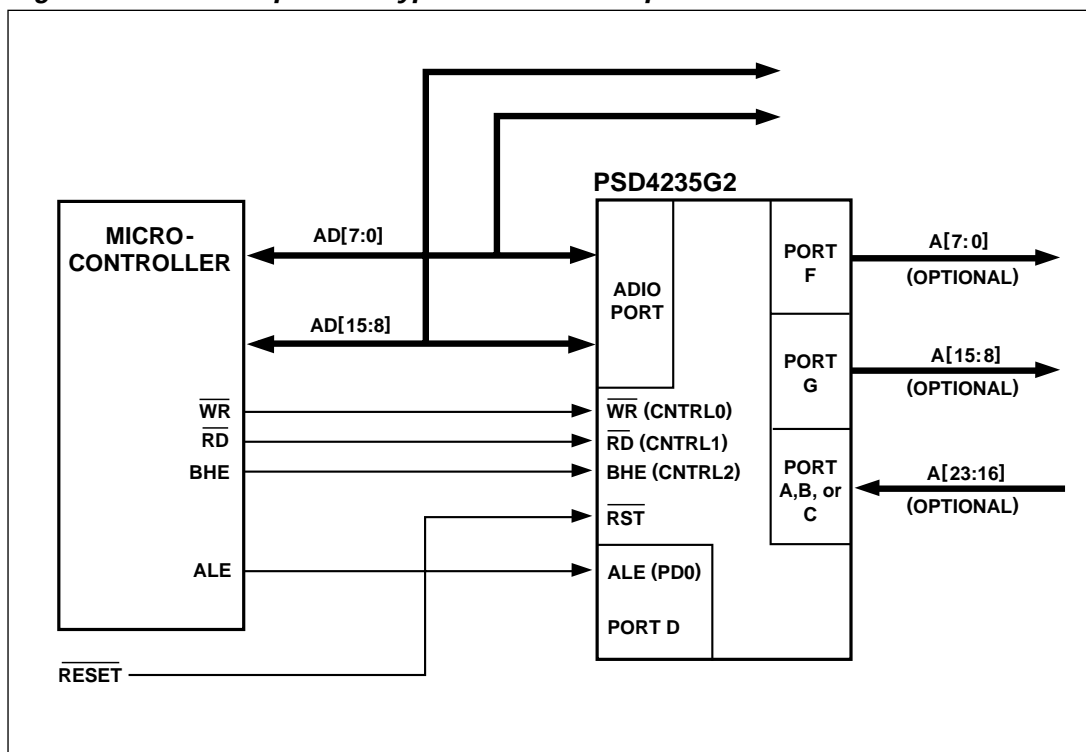 PSD4235G2
MICRO-
CONTROLLER
AD[7:0]
AD[15:8]
WR
RD
BHE
ALE
RESET
ADIO
PORT
WR (CNTRL0)
RD (CNTRL1)
BHE (CNTRL2)
RST
ALE (PD0)
PORT D
PORT
F
PORT
G
PORT
A,B, or
C
A[7:0]
(OPTIONAL)
A[15:8]
(OPTIONAL)
A[23:16]
(OPTIONAL)